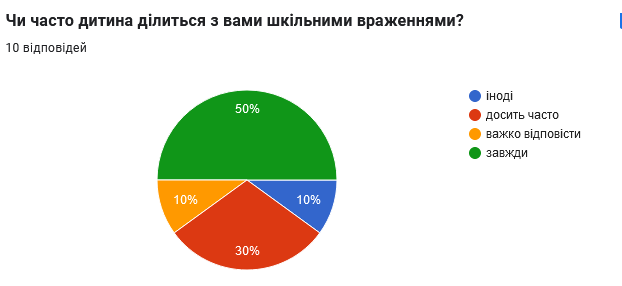 Чи часто дитина ділиться з вами шкільними враженнями?
10 відповідей
50%
10%
10%
30%
іноді
досить часто
важко відповісти
завжди